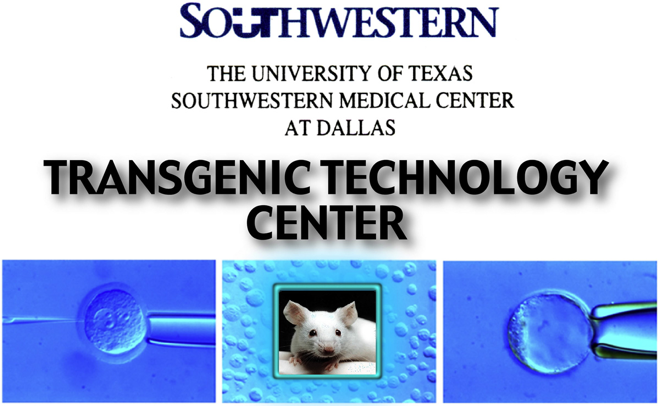 SOUTHWESTERN
THE UNIVERSITY OF TEXAS
SOUTHWESTERN MEDICAL CENTER
AT DALLAS
TRANSGENIC TECHNOLOGY
CENTER